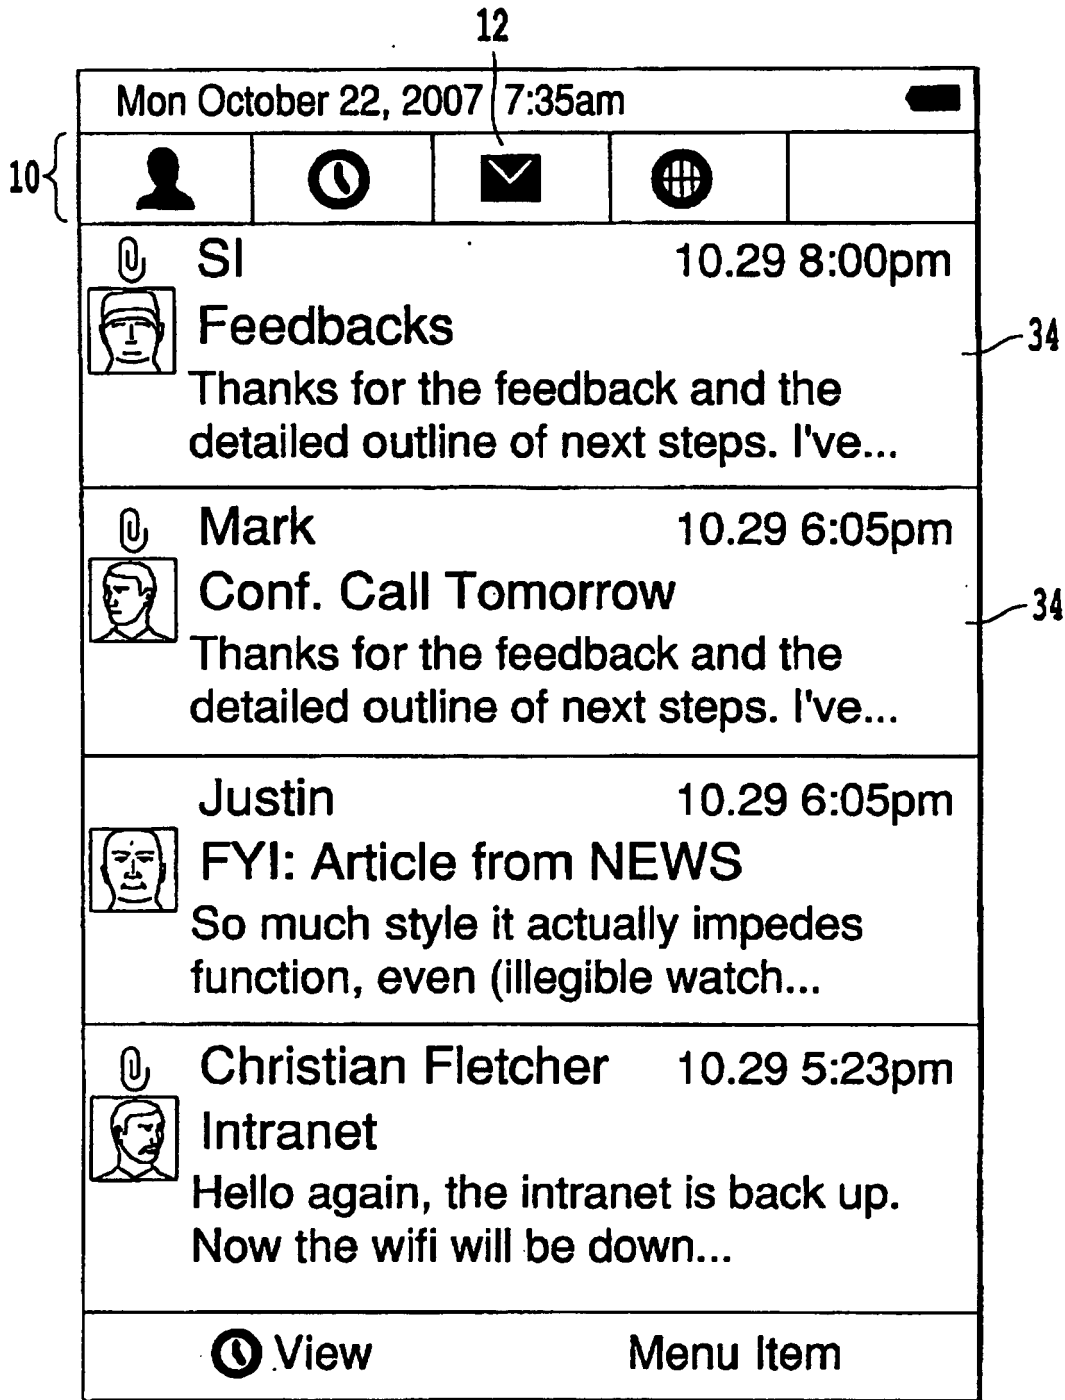 12
Mon October 22, 2007 7:35am
10
SI 10.29 8:00pm
Feedbacks
34
Thanks for the feedback and the
detailed outline of next steps. I've...
Mark 10.29 6:05pm
Conf. Call Tomorrow
34
Thanks for the feedback and the
detailed outline of next steps. I've...
Justin 10.29 6:05pm
FYI: Article from NEWS
So much style it actually impedes
function, even (illegible watch...
Christian Fletcher 10.29 5:23pm
Intranet
Hello again, the intranet is back up.
Now the wifi will be down...
View Menu Item